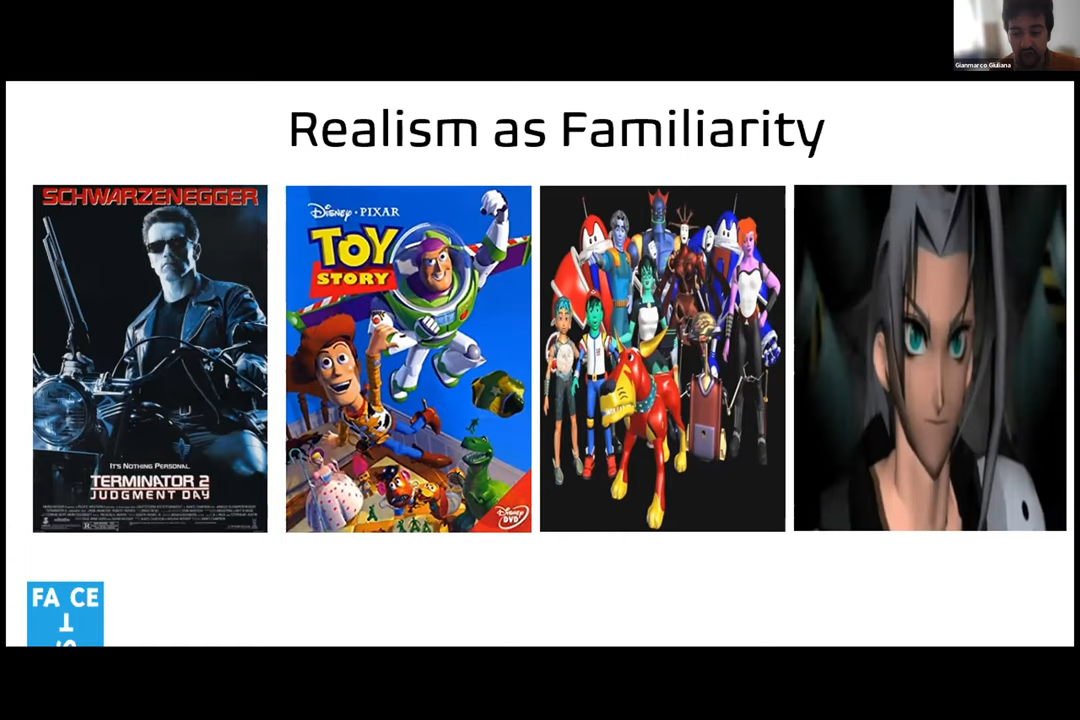 Gianmarco Giuliana
Realism as Familiarity
SCHWARZENEGGER
IT'S NOTHING PERSONAL.
TERMINATOR 2
JUDGMENT DAY
Disney · PIXAR
TOY
STORY
Disney
DVD
FA CE